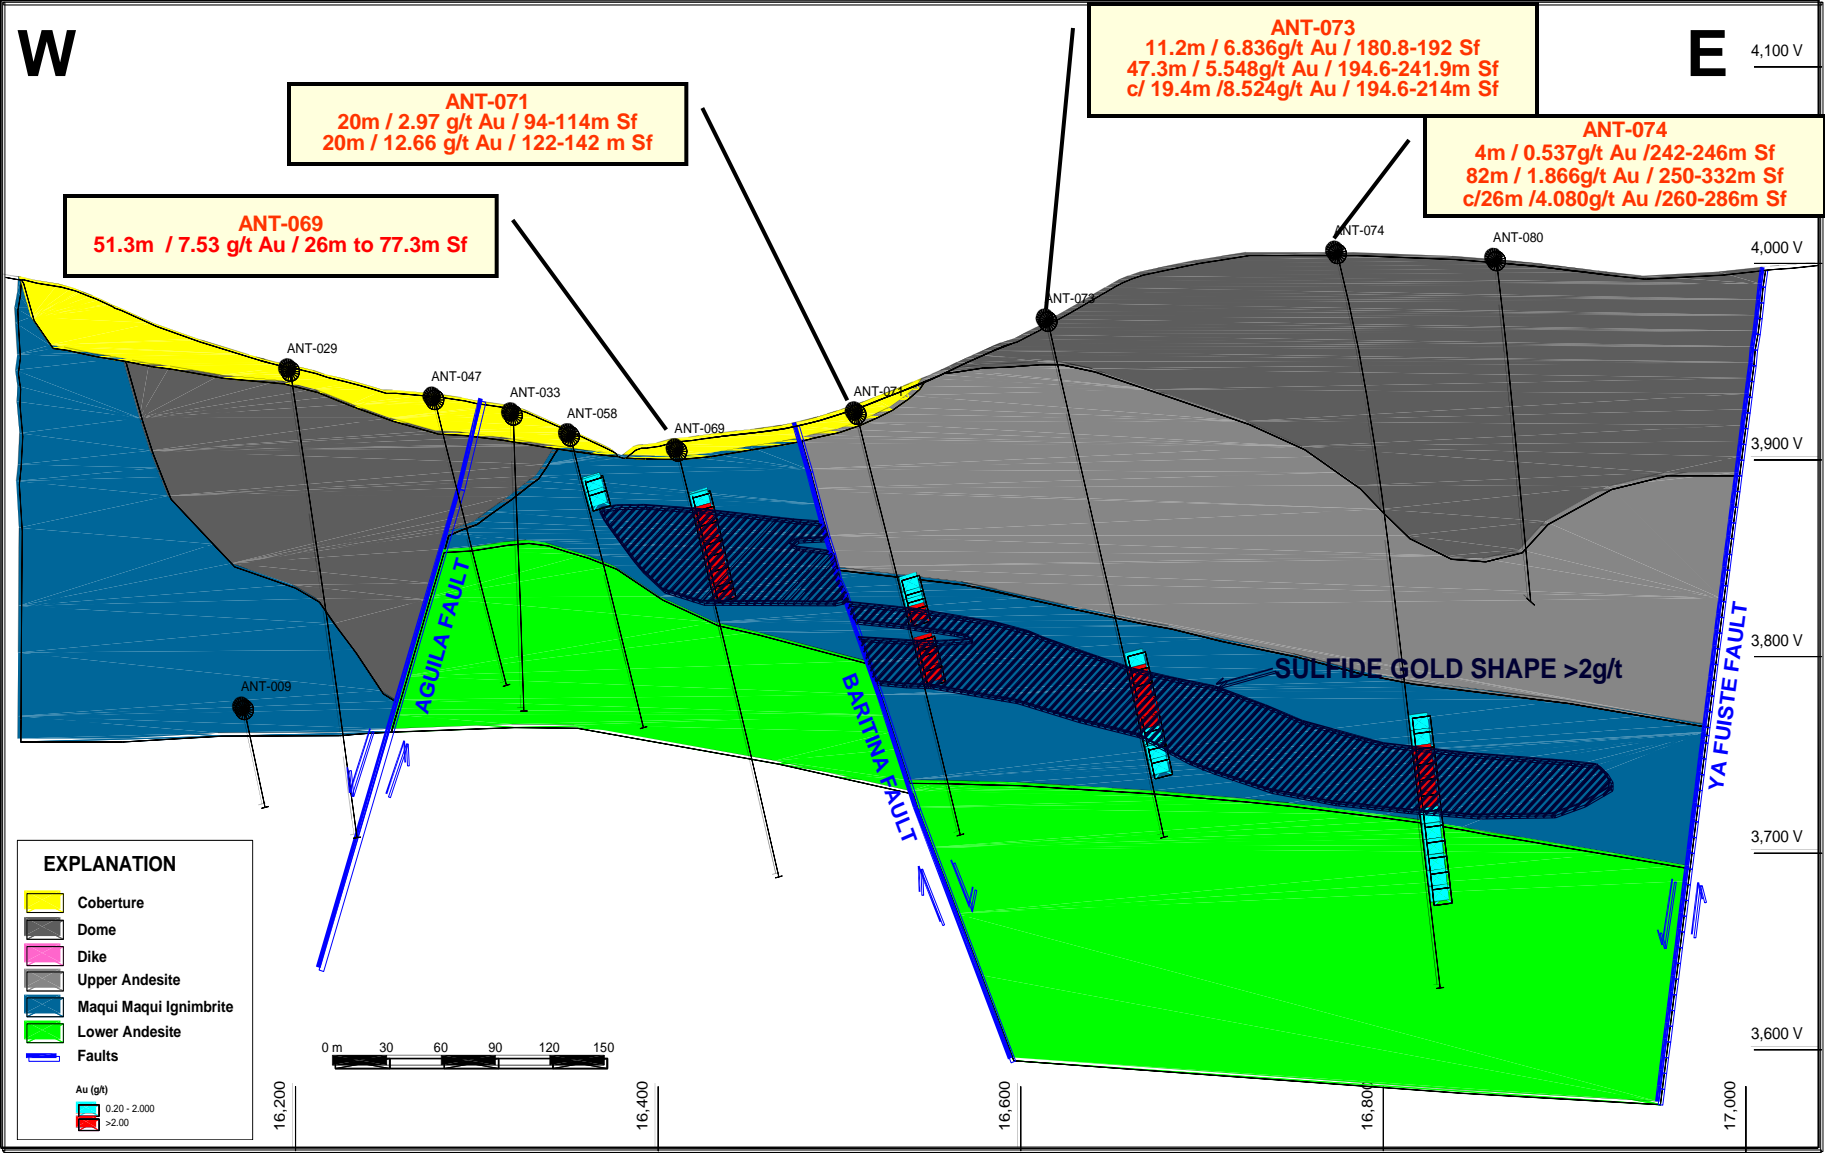 W
E
4,100 V
ANT-073
11.2m / 6.836g/t Au / 180.8-192 Sf
47.3m / 5.548g/t Au / 194.6-241.9m Sf
c/ 19.4m /8.524g/t Au / 194.6-214m Sf
ANT-071
20m / 2.97 g/t Au / 94-114m Sf
20m / 12.66 g/t Au / 122-142 m Sf
ANT-074
4m / 0.537g/t Au /242-246m Sf
82m / 1.866g/t Au / 250-332m Sf
c/26m /4.080g/t Au /260-286m Sf
ANT-069
51.3m / 7.53 g/t Au / 26m to 77.3m Sf
ANT-074
ANT-080
4,000 V
ANT-073
ANT-029
ANT-047
ANT-033
ANT-058
ANT-071
ANT-069
3,900 V
AGUILA FAULT
BARITINA FAULT
YA FUISTE FAULT
3,800 V
SULFIDE GOLD SHAPE >2g/t
ANT-009
3,700 V
EXPLANATION
Coberture
Dome
Dike
Upper Andesite
Maqui Maqui Ignimbrite
Lower Andesite
Faults
Au (g/t)
0.20 - 2.000
>2.00
0 m 30 60 90 120 150
3,600 V
16,200
16,400
16,600
16,800
17,000